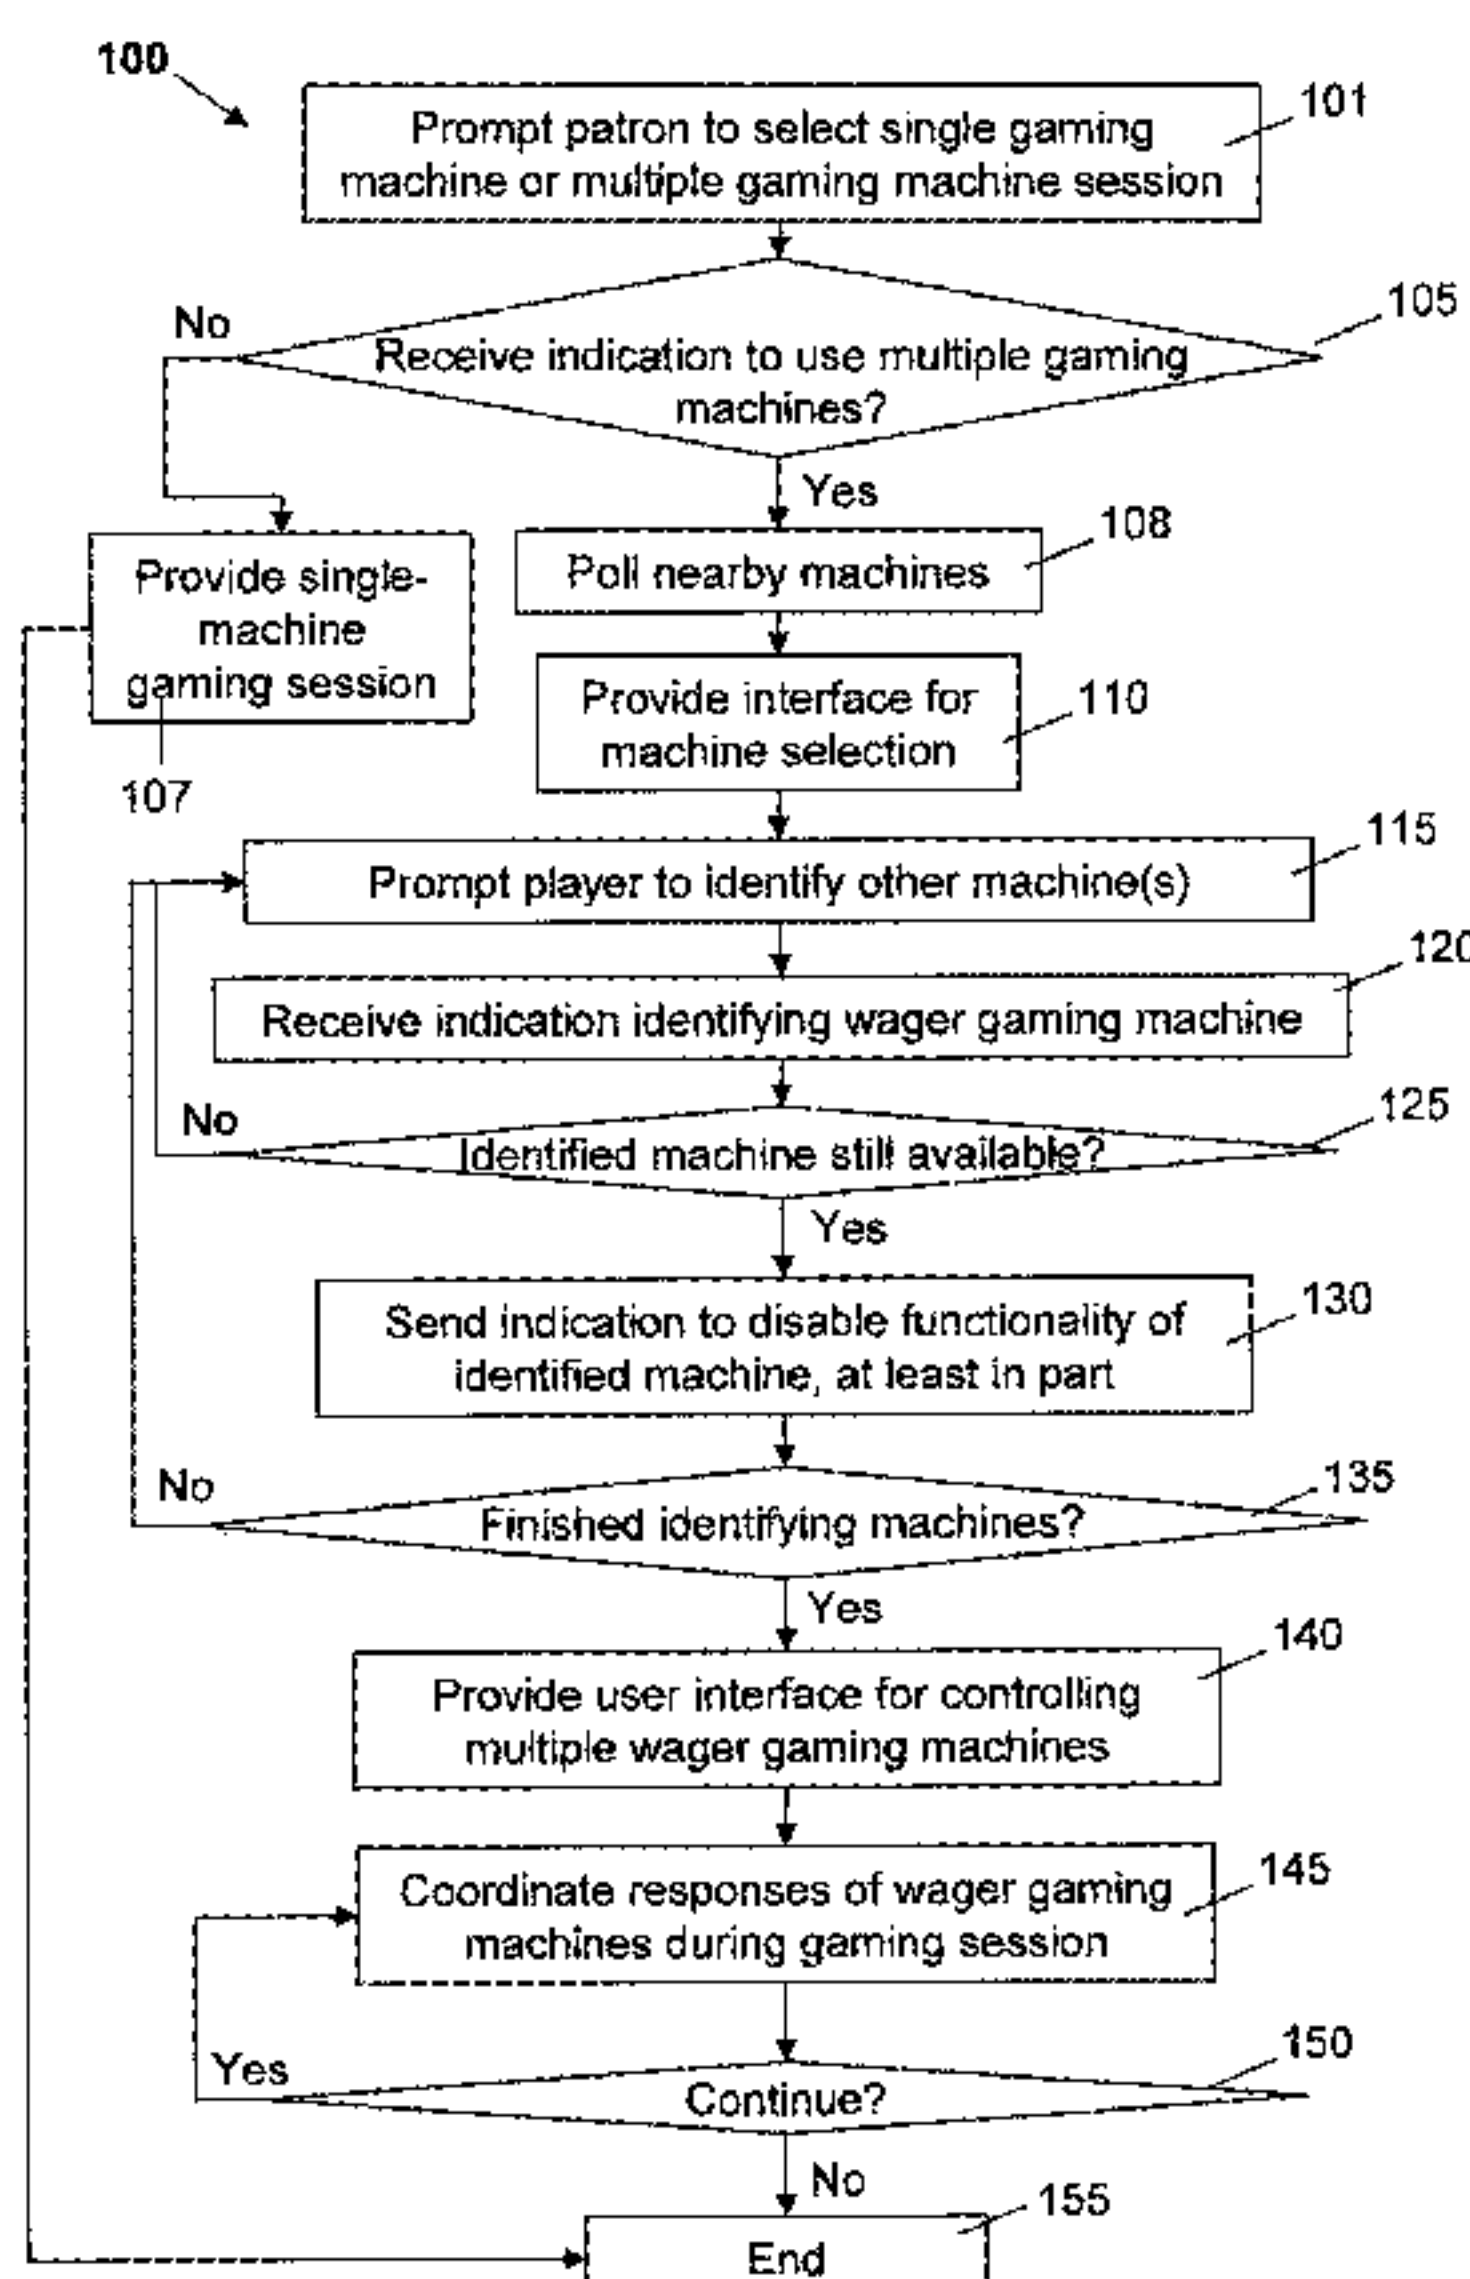 100
101
Prompt patron to select single gaming
machine or multiple gaming machine session
105
No
Receive indication to use multiple gaming
machines?
Yes
108
Provide single-
machine
gaming session
Poll nearby machines
110
Provide interface for
machine selection
107
115
Prompt player to identify other machine(s)
120
Receive indication identifying wager gaming machine
125
No
Identified machine still available?
Yes
130
Send indication to disable functionality of
identified machine, at least in part
135
No
Finished identifying machines?
Yes
140
Provide user interface for controlling
multiple wager gaming machines
145
Coordinate responses of wager gaming
machines during gaming session
150
Yes
Continue?
No
155
End